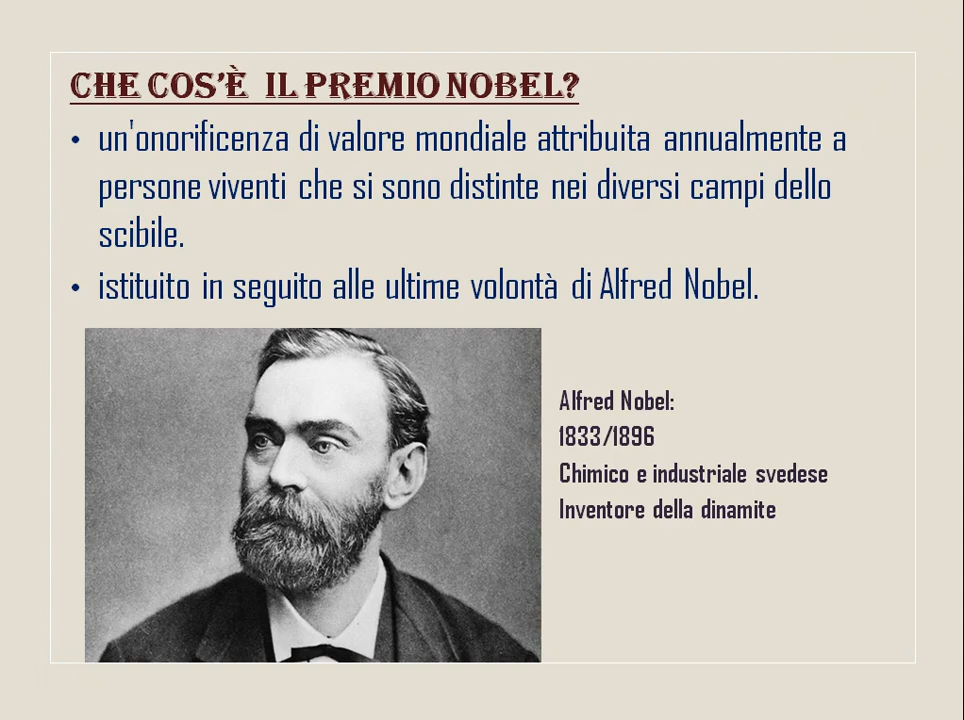 CHE COS'È IL PREMIO NOBEL?
• un'onorificenza di valore mondiale attribuita annualmente a
persone viventi che si sono distinte nei diversi campi dello
scibile.
• istituito in seguito alle ultime volontà di Alfred Nobel.
Alfred Nobel:
1833/1896
Chimico e industriale svedese
Inventore della dinamite